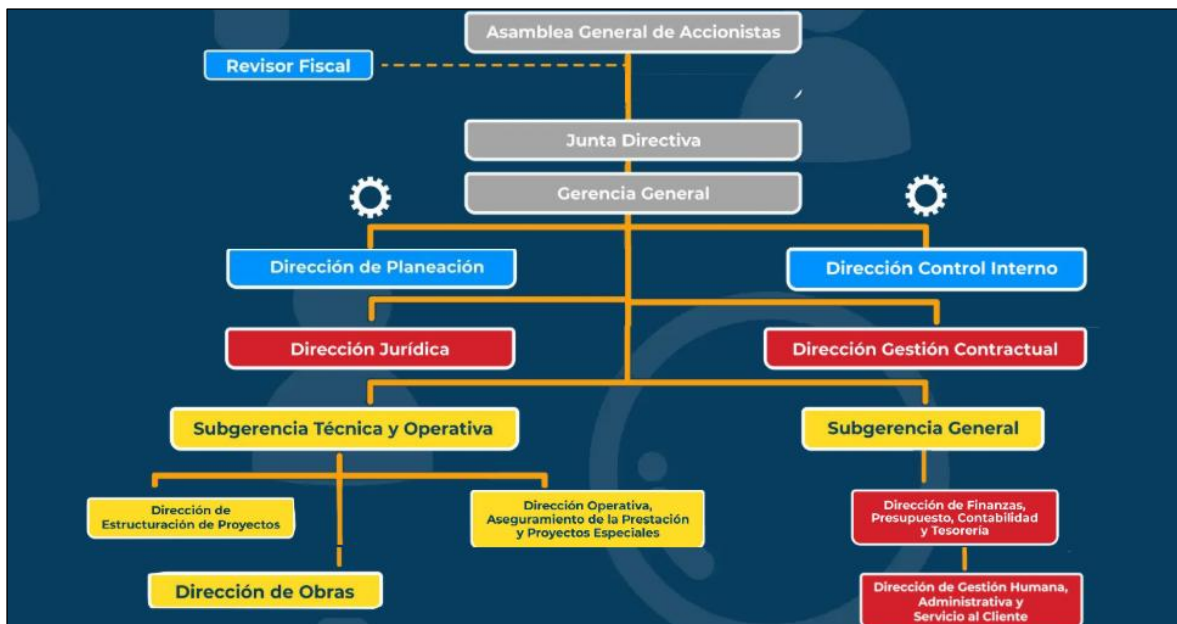 Asamblea General de Accionistas
Revisor Fiscal
Junta Directiva
Gerencia General
Dirección de Planeación
Dirección Control Interno
Dirección Jurídica
Dirección Gestión Contractual
Subgerencia Técnica y Operativa
Subgerencia General
Dirección de
Estructuración de Proyectos
Dirección Operativa,
Aseguramiento de la Prestación
y Proyectos Especiales
Dirección de Finanzas,
Presupuesto, Contabilidad
y Tesorería
Dirección de Obras
Dirección de Gestión Humana,
Administrativa y
Servicio al Cliente